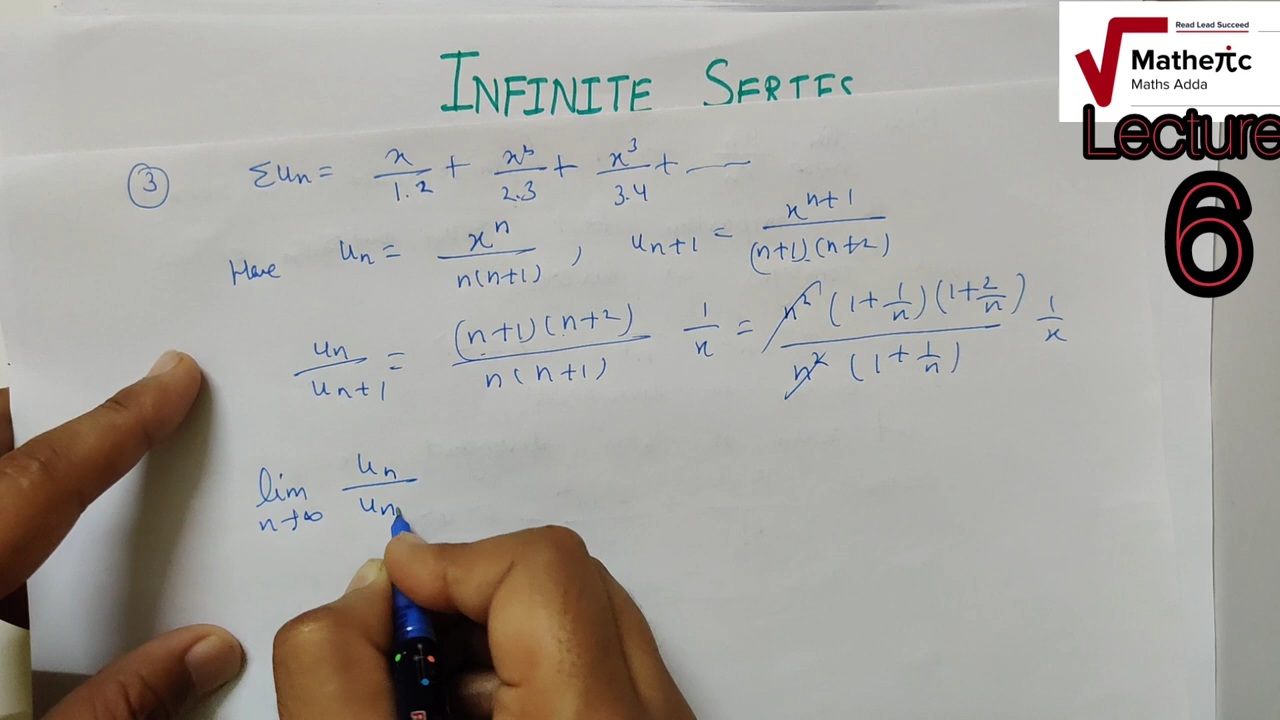 Read Lead Succeed
Matheπc
Maths Adda
Lecture
6
INFINITE SERIES
③ Σun = x/1.2 + x²/2.3 + x³/3.4 + ——
Here un = xⁿ/n(n+1) , un+1 = xⁿ⁺¹/(n+1)(n+2)
un/un+1 = (n+1)(n+2)/n(n+1) 1/x = n²(1+1/n)(1+2/n)/n²(1+1/n) 1/x
lim n→∞ un/un